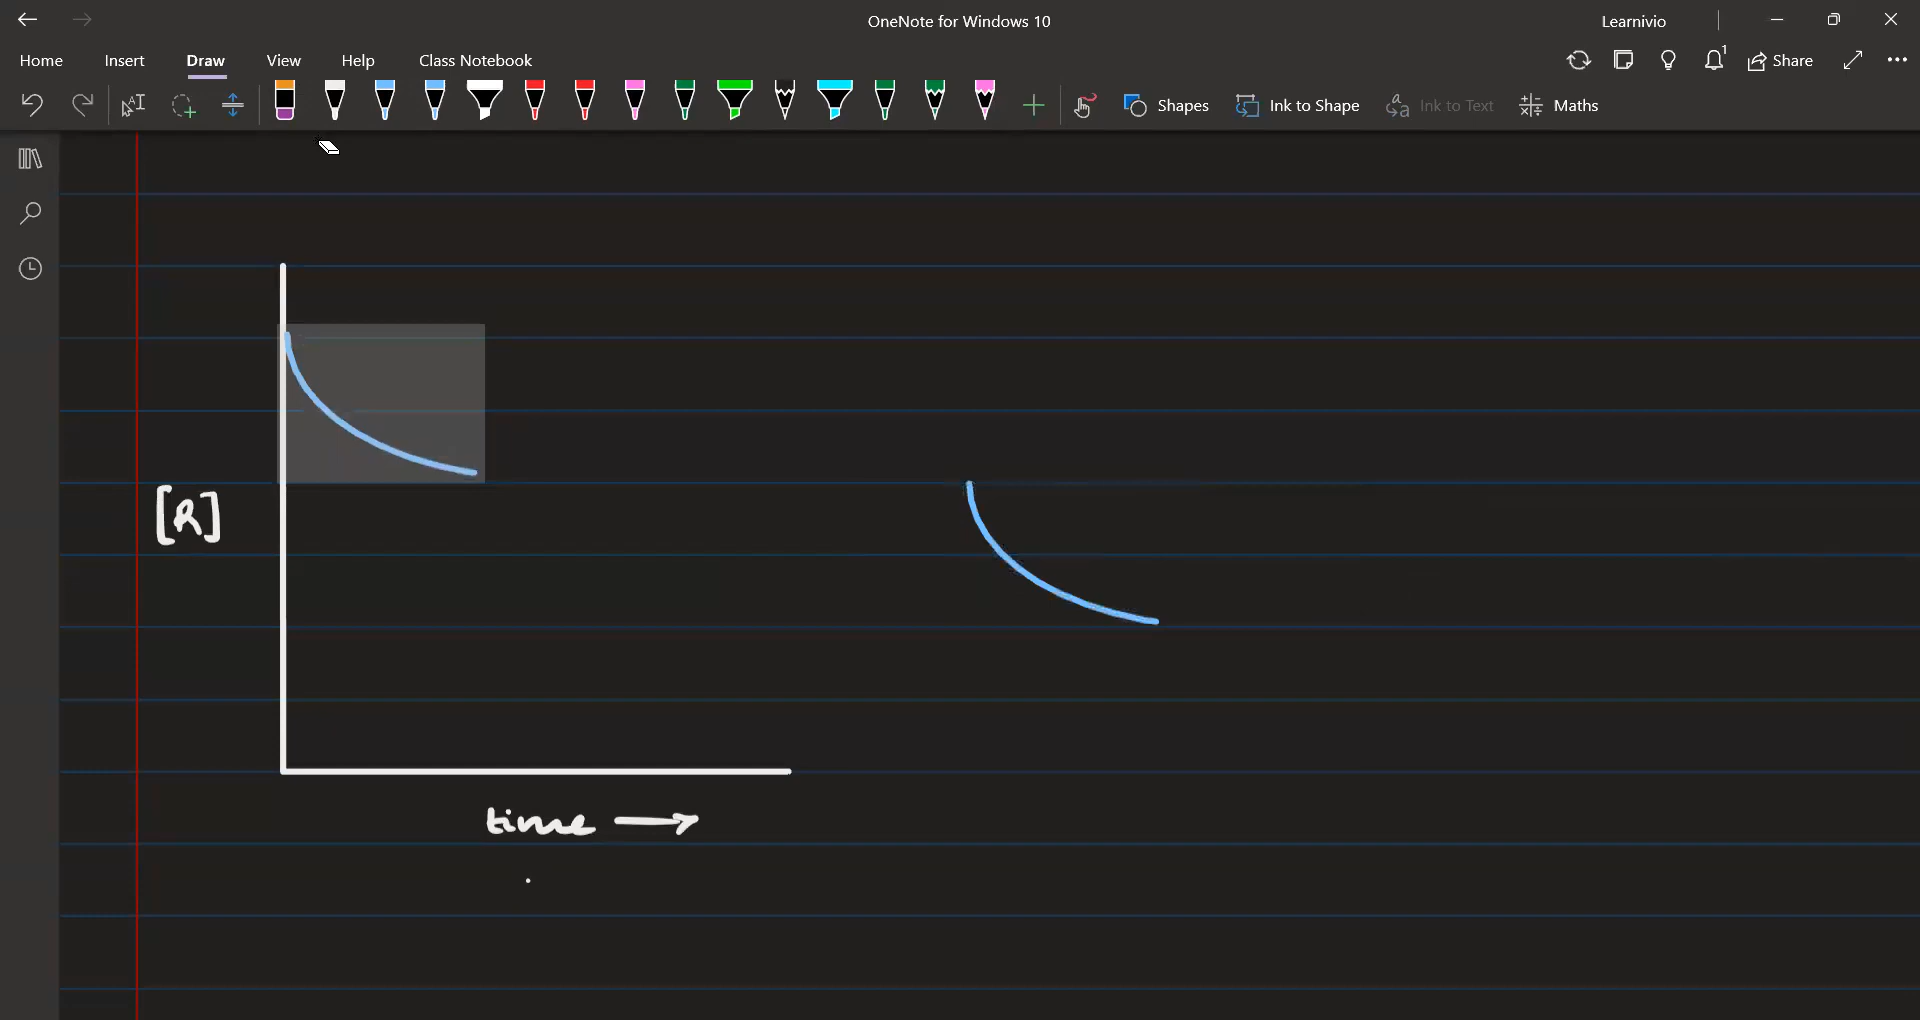 OneNote for Windows 10
Learnivio
Home Insert Draw View Help Class Notebook
1
Share
Shapes Ink to Shape Ink to Text Maths
[R]
time →